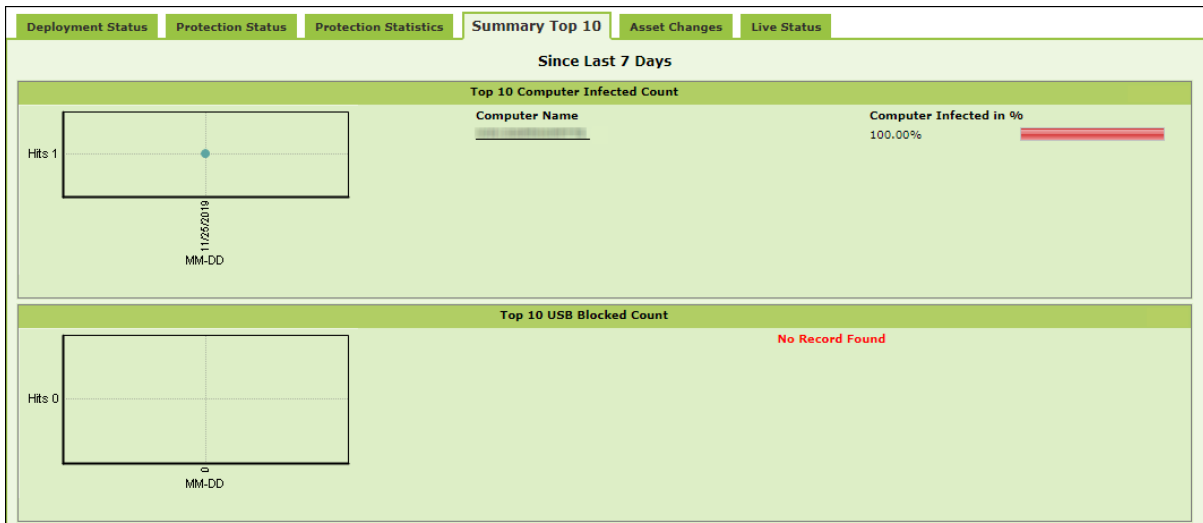 Deployment Status Protection Status Protection Statistics Summary Top 10 Asset Changes Live Status
Since Last 7 Days
Top 10 Computer Infected Count
Computer Name Computer Infected in %
100.00%
Hits 1
11/25/2019
MM-DD
Top 10 USB Blocked Count
No Record Found
Hits 0
0
MM-DD